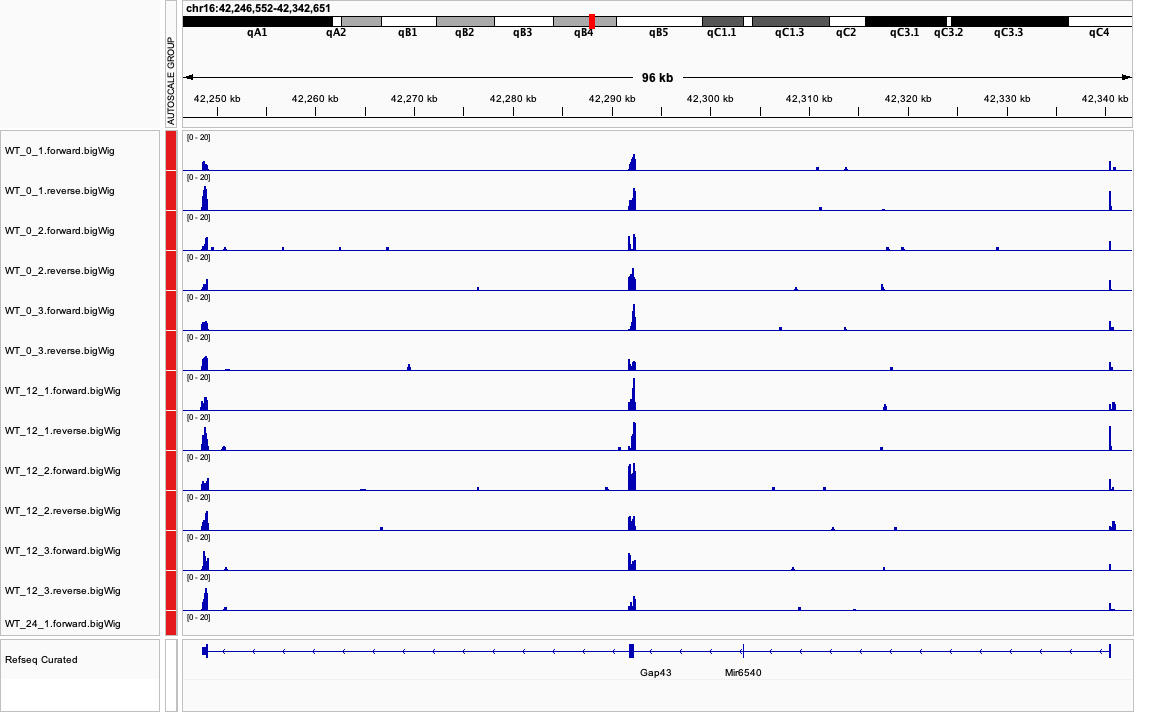 chr16:42,246,552-42,342,651
qA1 qA2 qB1 qB2 qB3 qB4 qB5 qC1.1 qC1.3 qC2 qC3.1 qC3.2 qC3.3 qC4
AUTOSCALE GROUP
96 kb
42,250 kb 42,260 kb 42,270 kb 42,280 kb 42,290 kb 42,300 kb 42,310 kb 42,320 kb 42,330 kb 42,340 kb
[0 - 20]
WT_0_1.forward.bigWig
[0 - 20]
WT_0_1.reverse.bigWig
[0 - 20]
WT_0_2.forward.bigWig
[0 - 20]
WT_0_2.reverse.bigWig
[0 - 20]
WT_0_3.forward.bigWig
[0 - 20]
WT_0_3.reverse.bigWig
[0 - 20]
WT_12_1.forward.bigWig
[0 - 20]
WT_12_1.reverse.bigWig
[0 - 20]
WT_12_2.forward.bigWig
[0 - 20]
WT_12_2.reverse.bigWig
[0 - 20]
WT_12_3.forward.bigWig
[0 - 20]
WT_12_3.reverse.bigWig
[0 - 20]
WT_24_1.forward.bigWig
Refseq Curated
Gap43 Mir6540